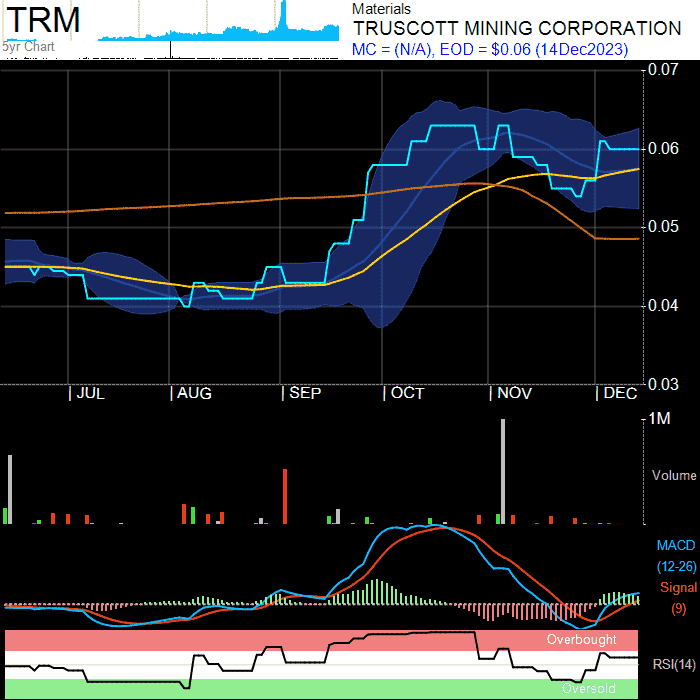 TRM
5yr Chart
Materials
TRUSCOTT MINING CORPORATION
MC = (N/A), EOD = $0.06 (14Dec2023)
0.07
0.06
0.05
0.04
0.03
| JUL | AUG | SEP | OCT | NOV | DEC
1M
Volume
MACD
(12-26)
Signal
(9)
Overbought
RSI(14)
Oversold